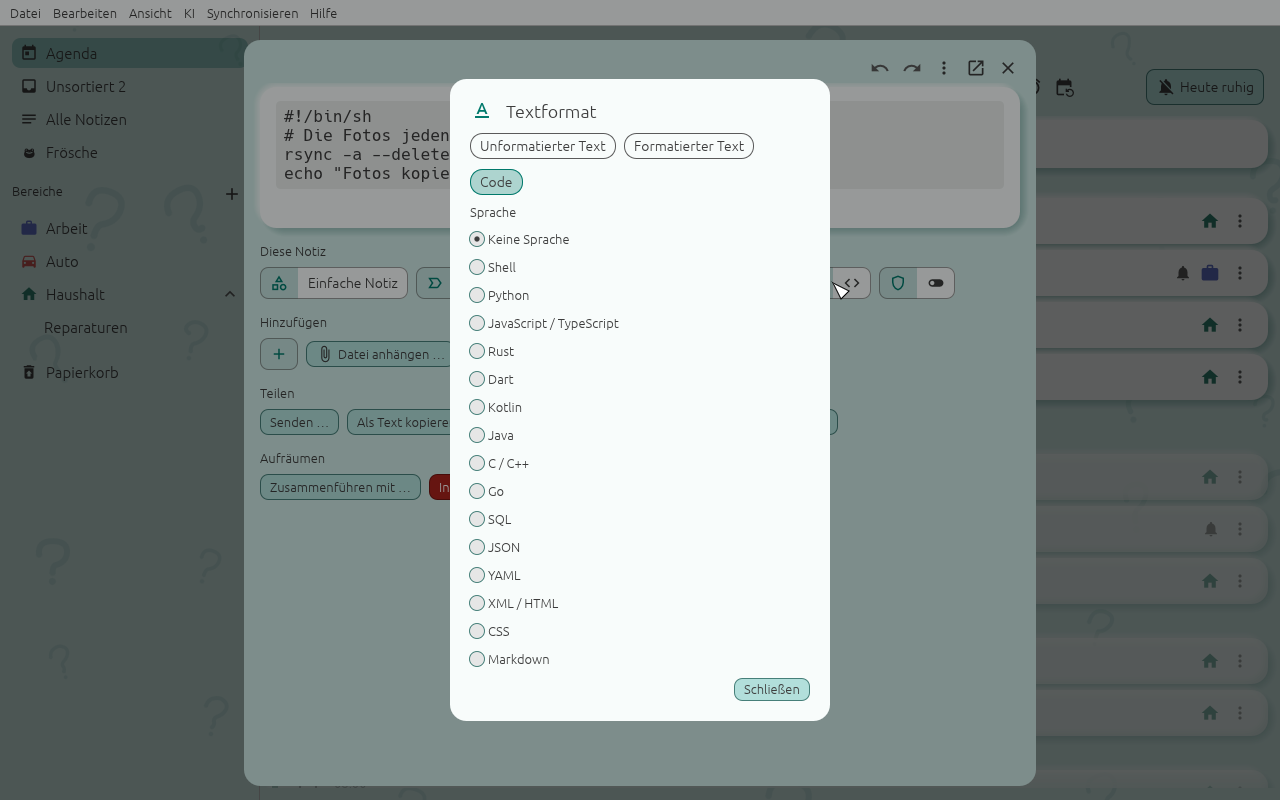 Datei Bearbeiten Ansicht KI Synchronisieren Hilfe
Agenda
Unsortiert 2
Alle Notizen
Frösche
Bereiche
Arbeit
Auto
Haushalt
Reparaturen
Papierkorb
Heute ruhig
#!/bin/sh
# Die Fotos jeden
rsync -a --delete
echo "Fotos kopie
Diese Notiz
Einfache Notiz
Hinzufügen
Datei anhängen …
Teilen
Senden …
Als Text kopiere
Aufräumen
Zusammenführen mit …
In
Textformat
Unformatierter Text
Formatierter Text
Code
Sprache
Keine Sprache
Shell
Python
JavaScript / TypeScript
Rust
Dart
Kotlin
Java
C / C++
Go
SQL
JSON
YAML
XML / HTML
CSS
Markdown
Schließen